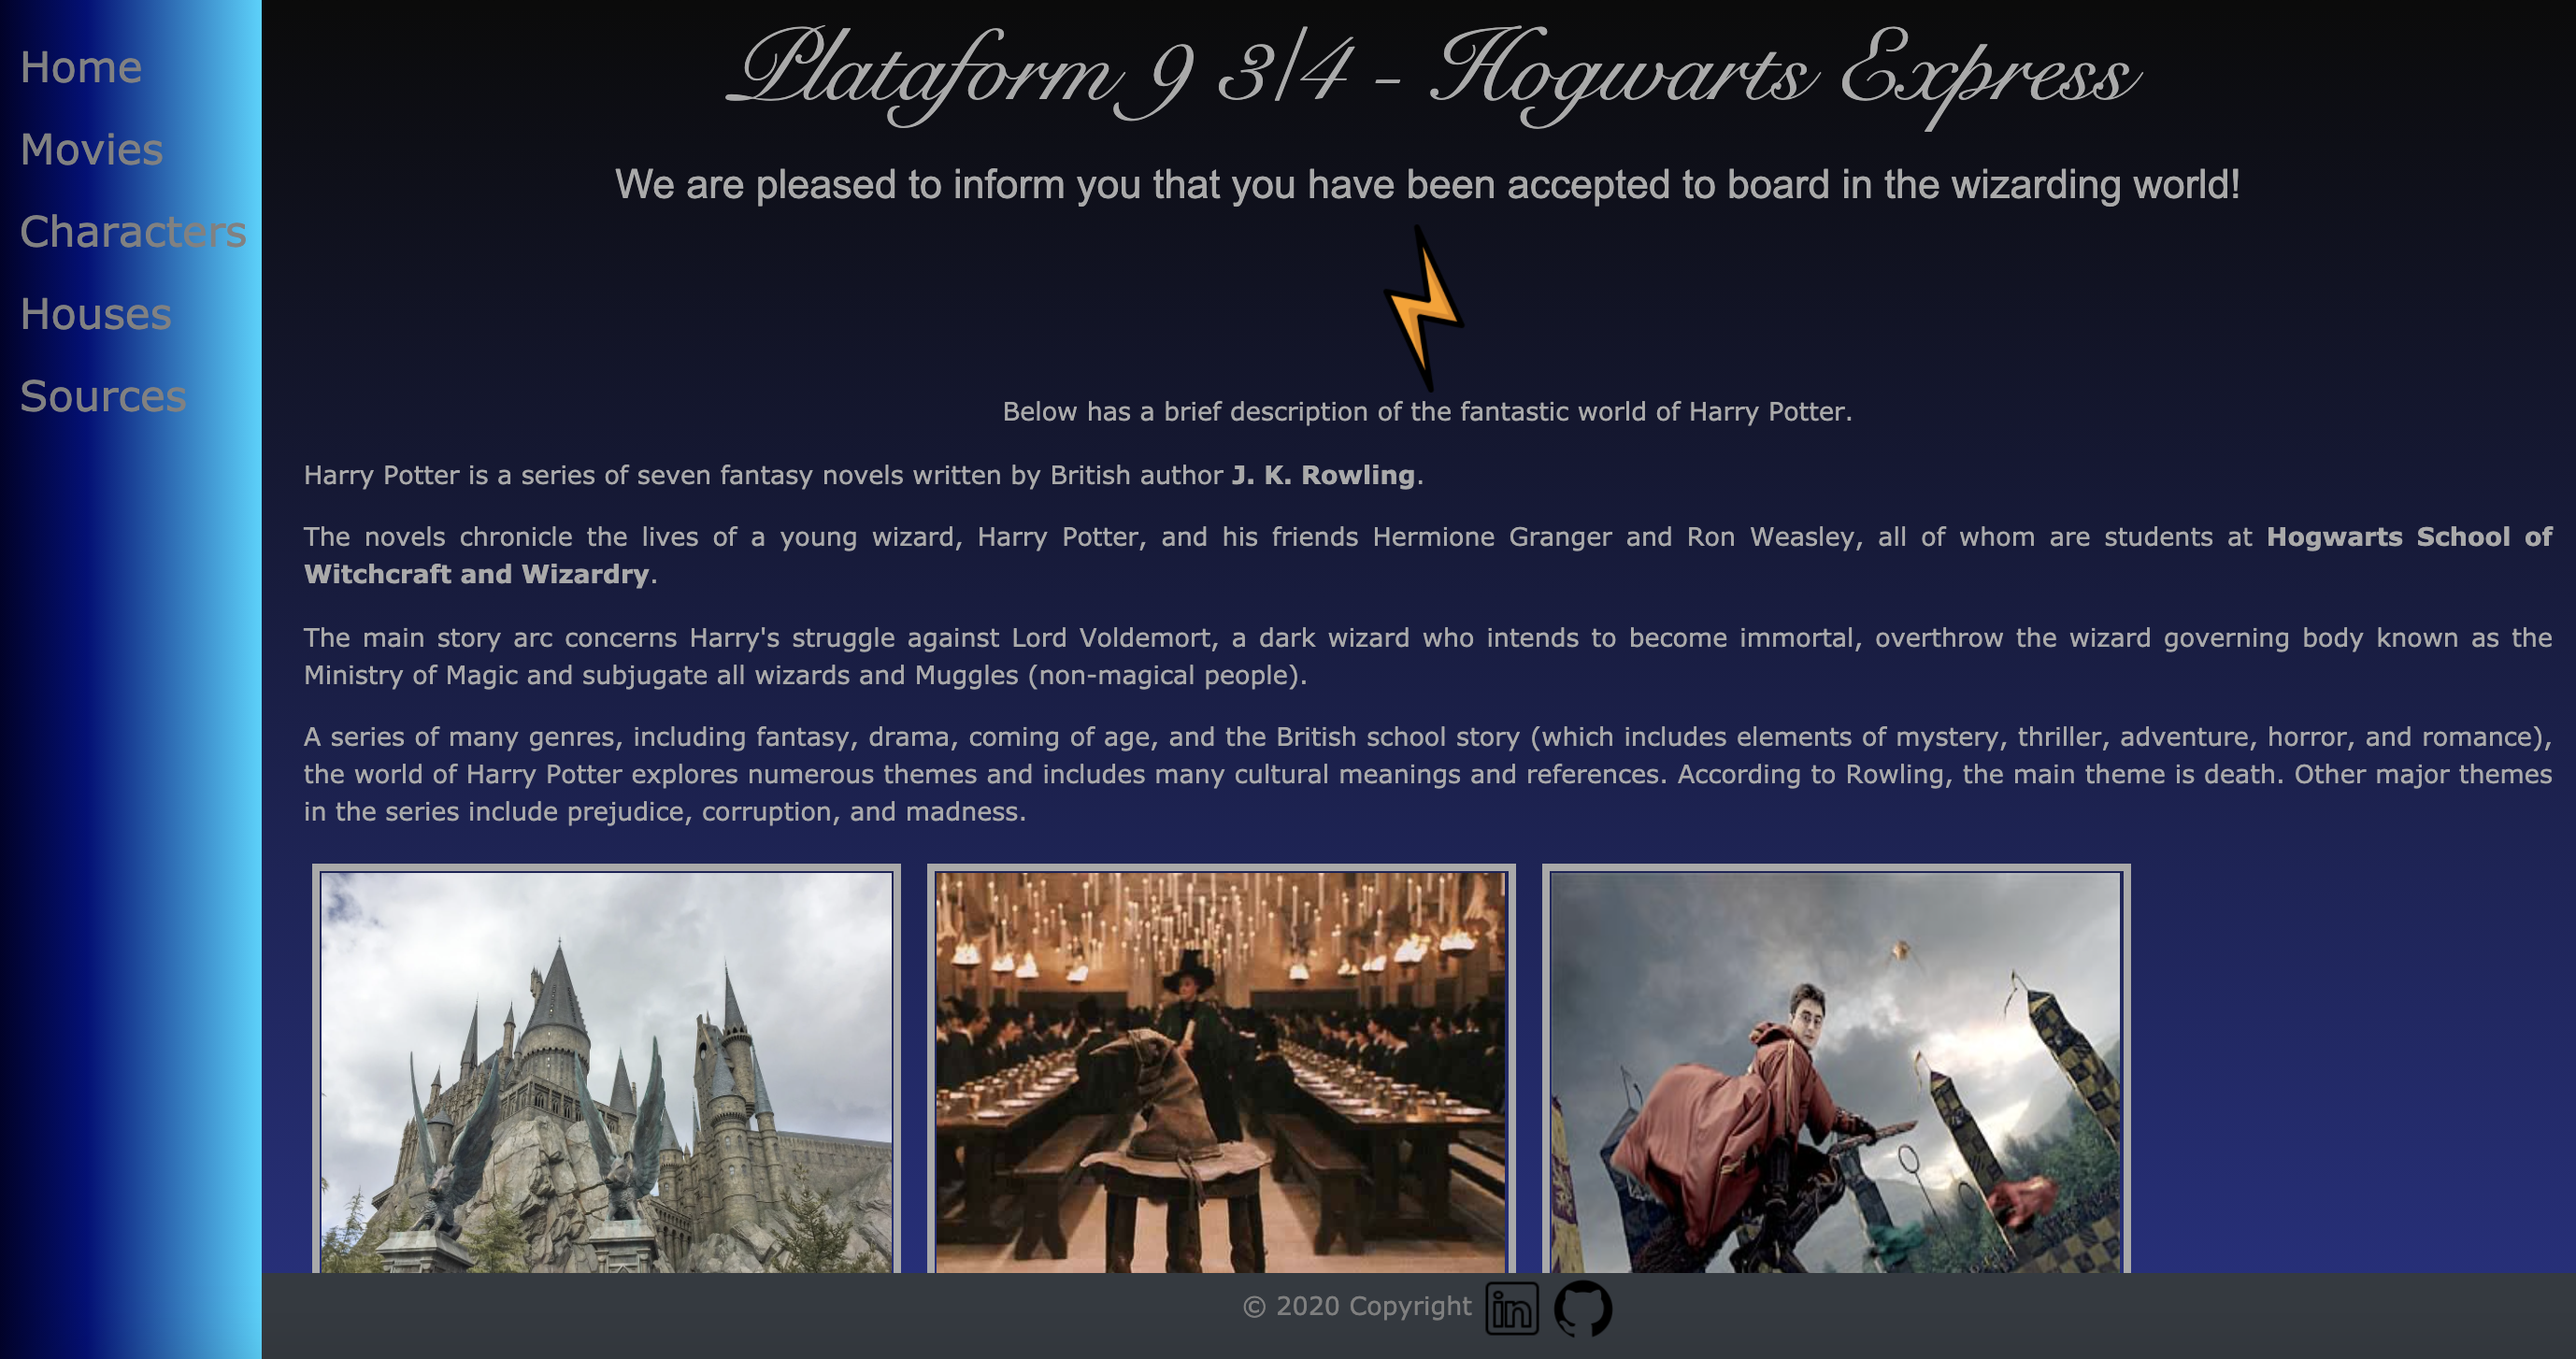 Home
Movies
Characters
Houses
Sources
Plataform 9 3/4 - Hogwarts Express
We are pleased to inform you that you have been accepted to board in the wizarding world!
Below has a brief description of the fantastic world of Harry Potter.
Harry Potter is a series of seven fantasy novels written by British author J. K. Rowling.
The novels chronicle the lives of a young wizard, Harry Potter, and his friends Hermione Granger and Ron Weasley, all of whom are students at Hogwarts School of
Witchcraft and Wizardry.
The main story arc concerns Harry's struggle against Lord Voldemort, a dark wizard who intends to become immortal, overthrow the wizard governing body known as the
Ministry of Magic and subjugate all wizards and Muggles (non-magical people).
A series of many genres, including fantasy, drama, coming of age, and the British school story (which includes elements of mystery, thriller, adventure, horror, and romance),
the world of Harry Potter explores numerous themes and includes many cultural meanings and references. According to Rowling, the main theme is death. Other major themes
in the series include prejudice, corruption, and madness.
© 2020 Copyright in